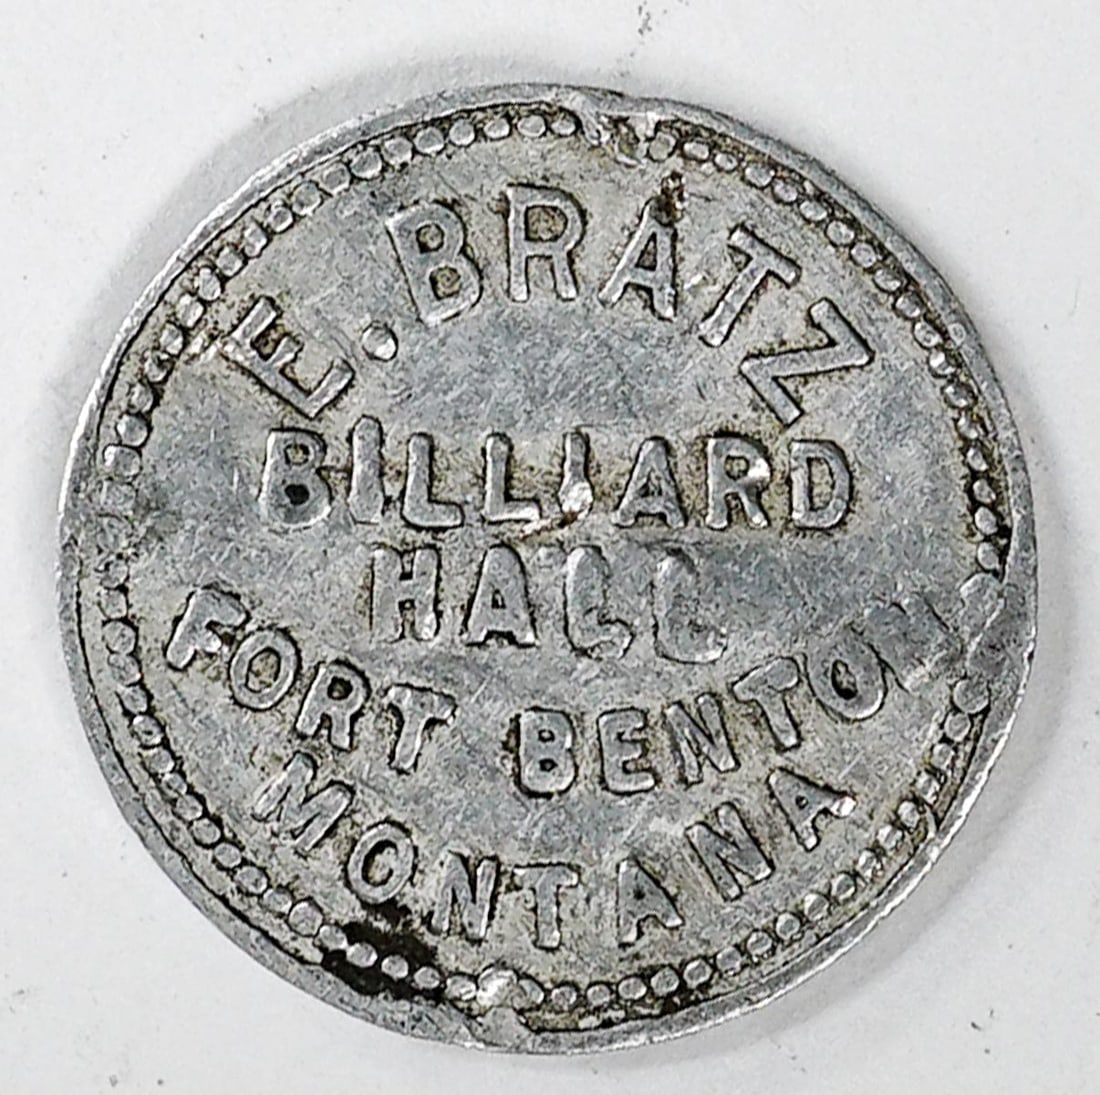 E. BRATZ
BILLIARD
HALL
FORT BENTON
MONTANA